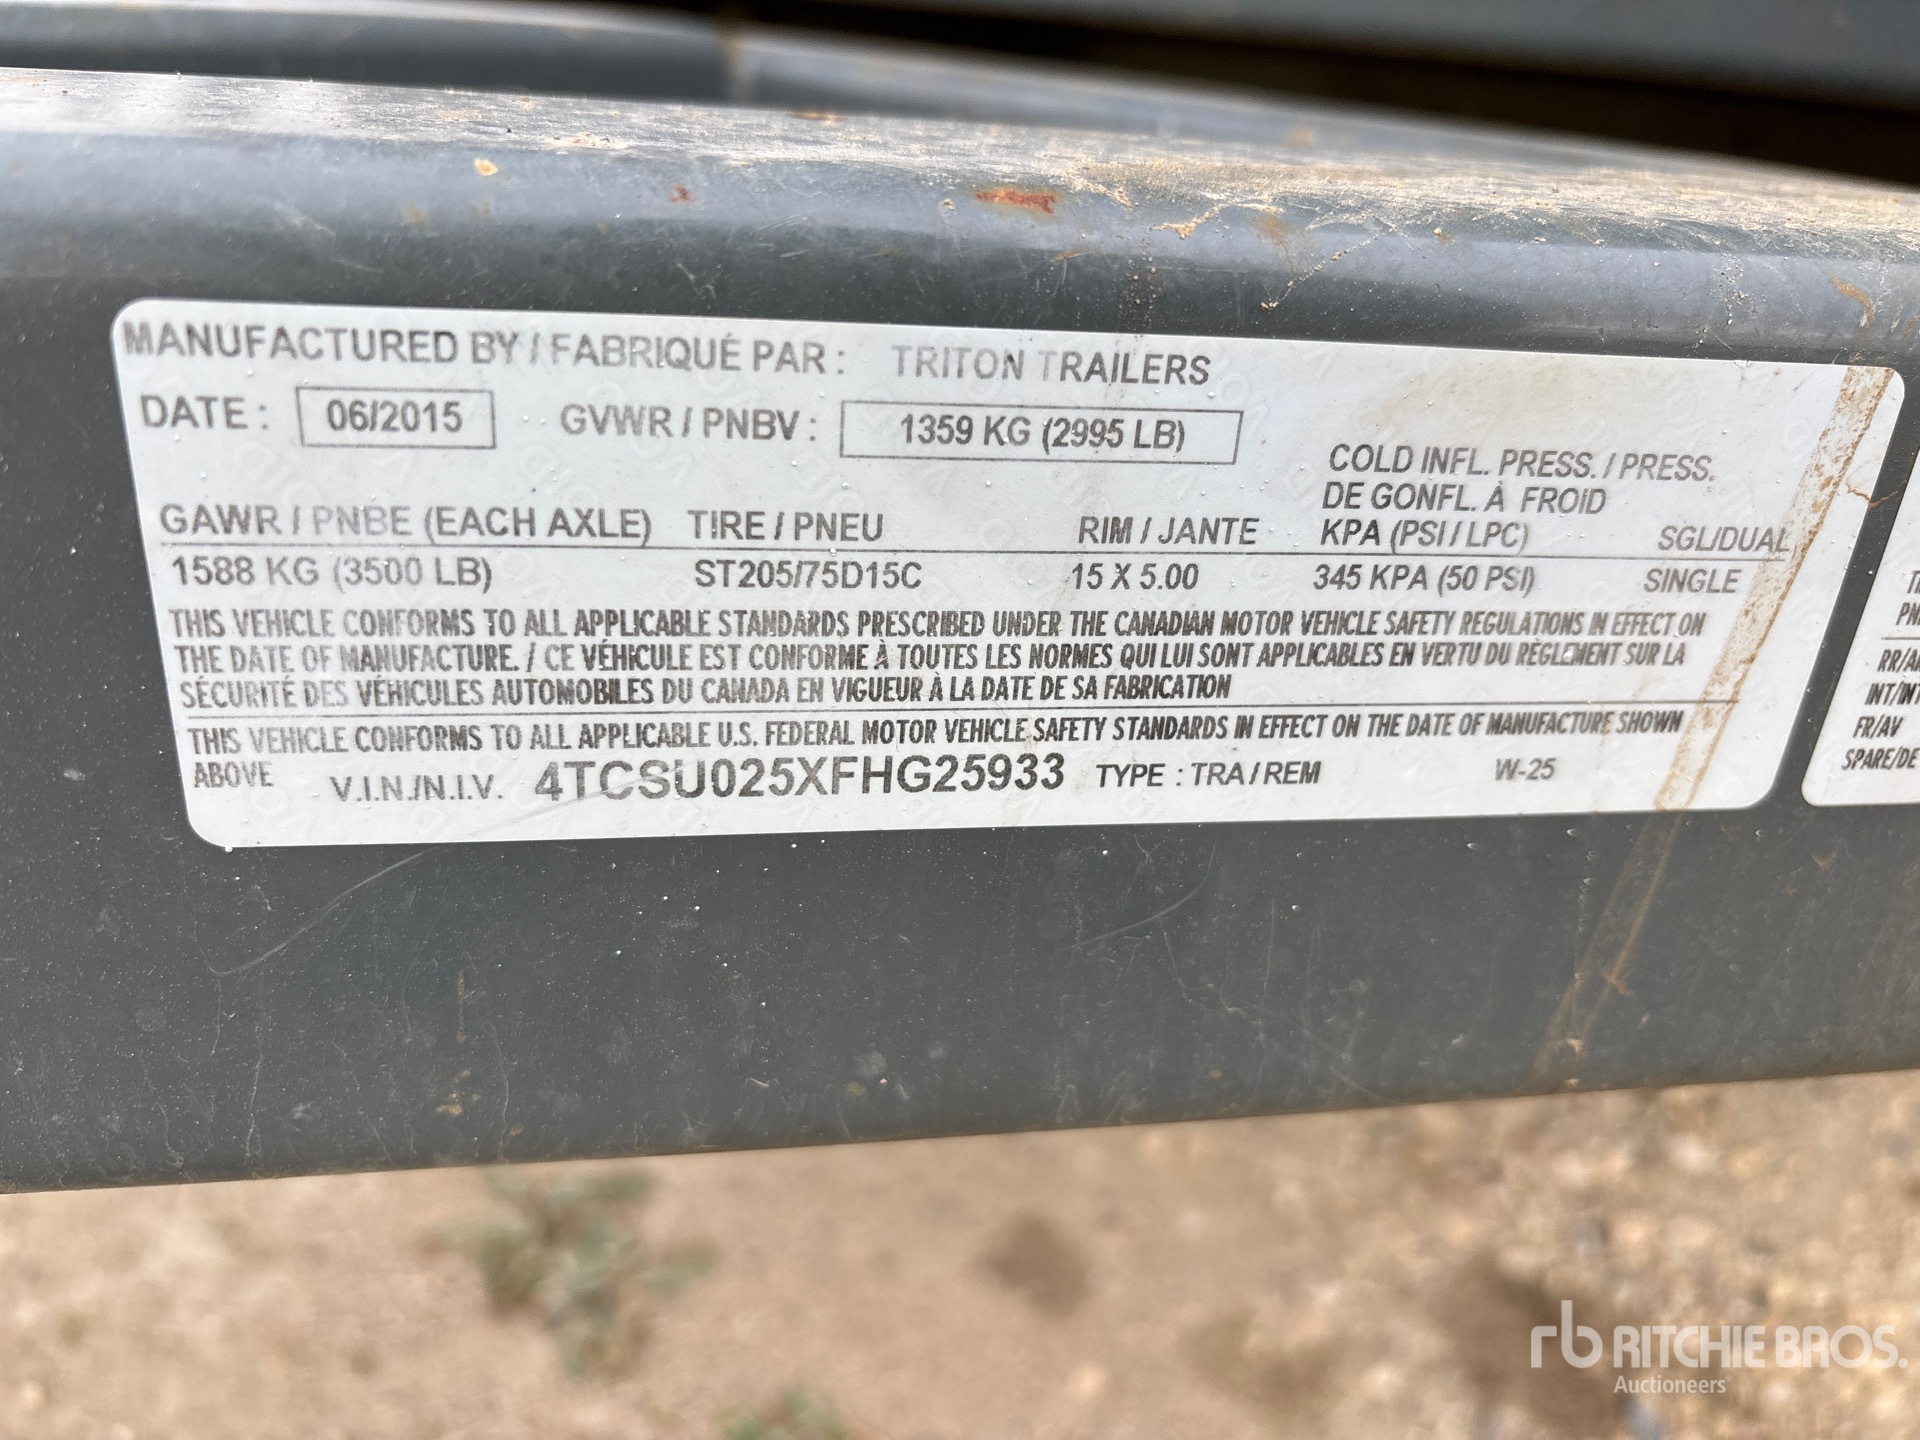 MANUFACTURED BY / FABRIQUÉ PAR : TRITON TRAILERS
DATE : 06/2015 GVWR / PNBV : 1359 KG (2995 LB)
COLD INFL. PRESS. / PRESS.
DE GONFL. À FROID
GAWR / PNBE (EACH AXLE) TIRE / PNEU RIM / JANTE KPA (PSI / LPC) SGL/DUAL
1588 KG (3500 LB) ST205/75D15C 15 X 5.00 345 KPA (50 PSI) SINGLE
THIS VEHICLE CONFORMS TO ALL APPLICABLE STANDARDS PRESCRIBED UNDER THE CANADIAN MOTOR VEHICLE SAFETY REGULATIONS IN EFFECT ON
THE DATE OF MANUFACTURE. / CE VÉHICULE EST CONFORME À TOUTES LES NORMES QUI LUI SONT APPLICABLES EN VERTU DU RÈGLEMENT SUR LA
SÉCURITÉ DES VÉHICULES AUTOMOBILES DU CANADA EN VIGUEUR À LA DATE DE SA FABRICATION
THIS VEHICLE CONFORMS TO ALL APPLICABLE U.S. FEDERAL MOTOR VEHICLE SAFETY STANDARDS IN EFFECT ON THE DATE OF MANUFACTURE SHOWN
ABOVE V.I.N./N.I.V. 4TCSU025XFHG25933 TYPE : TRA / REM W-25
FR/AV
SPARE/DE
rb RITCHIE BROS.
Auctioneers